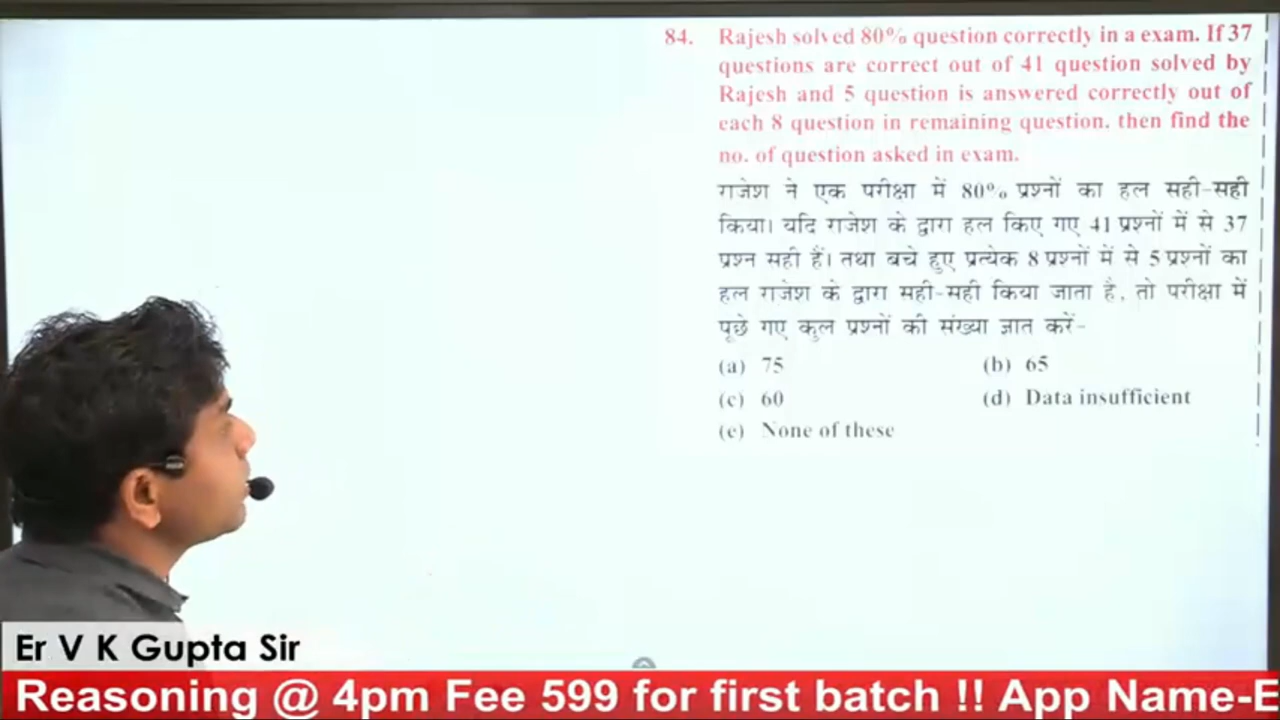 84. Rajesh solved 80% question correctly in a exam. If 37
questions are correct out of 41 question solved by
Rajesh and 5 question is answered correctly out of
each 8 question in remaining question. then find the
no. of question asked in exam.
राजेश ने एक परीक्षा में 80% प्रश्नों का हल सही-सही
किया। यदि राजेश के द्वारा हल किए गए 41 प्रश्नों में से 37
प्रश्न सही हैं। तथा बचे हुए प्रत्येक 8 प्रश्नों में से 5 प्रश्नों का
हल राजेश के द्वारा सही-सही किया जाता है, तो परीक्षा में
पूछे गए कुल प्रश्नों की संख्या ज्ञात करें-
(a) 75 (b) 65
(c) 60 (d) Data insufficient
(e) None of these
Er V K Gupta Sir
Reasoning @ 4pm Fee 599 for first batch !! App Name-E